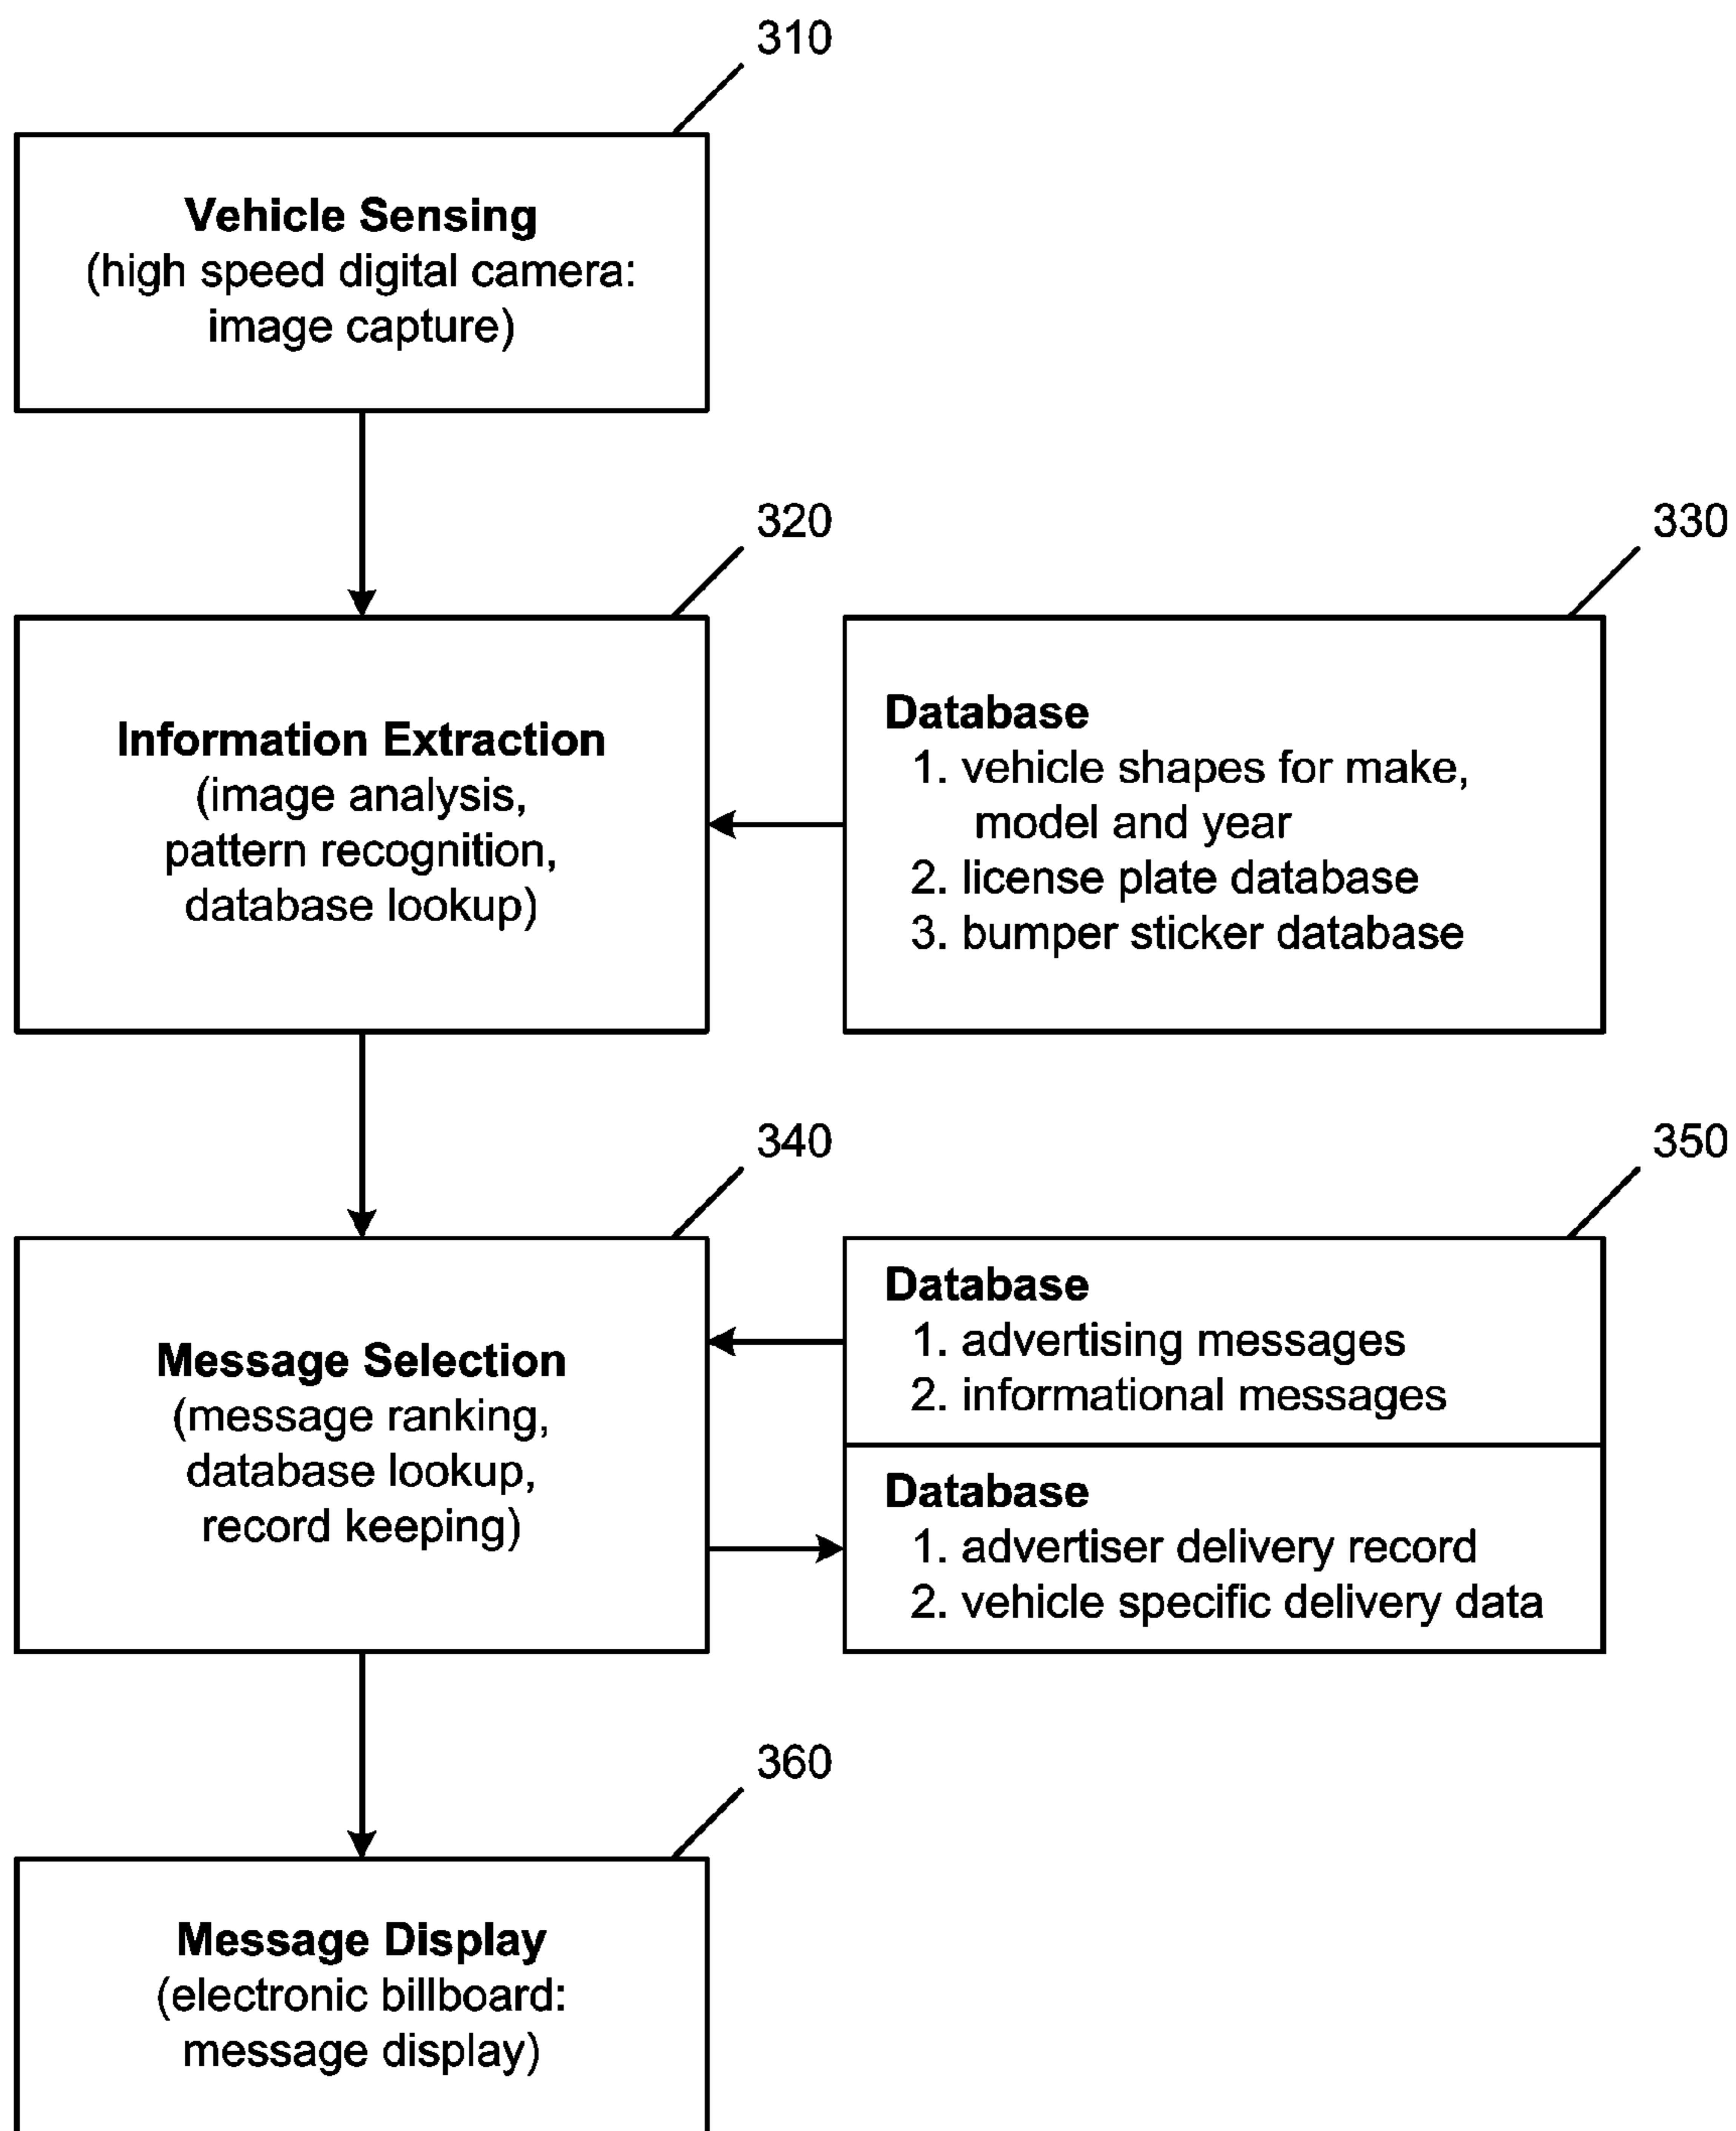 310
Vehicle Sensing
(high speed digital camera:
image capture)
320
330
Information Extraction
(image analysis,
pattern recognition,
database lookup)
Database
1. vehicle shapes for make,
model and year
2. license plate database
3. bumper sticker database
340
350
Message Selection
(message ranking,
database lookup,
record keeping)
Database
1. advertising messages
2. informational messages
Database
1. advertiser delivery record
2. vehicle specific delivery data
360
Message Display
(electronic billboard:
message display)